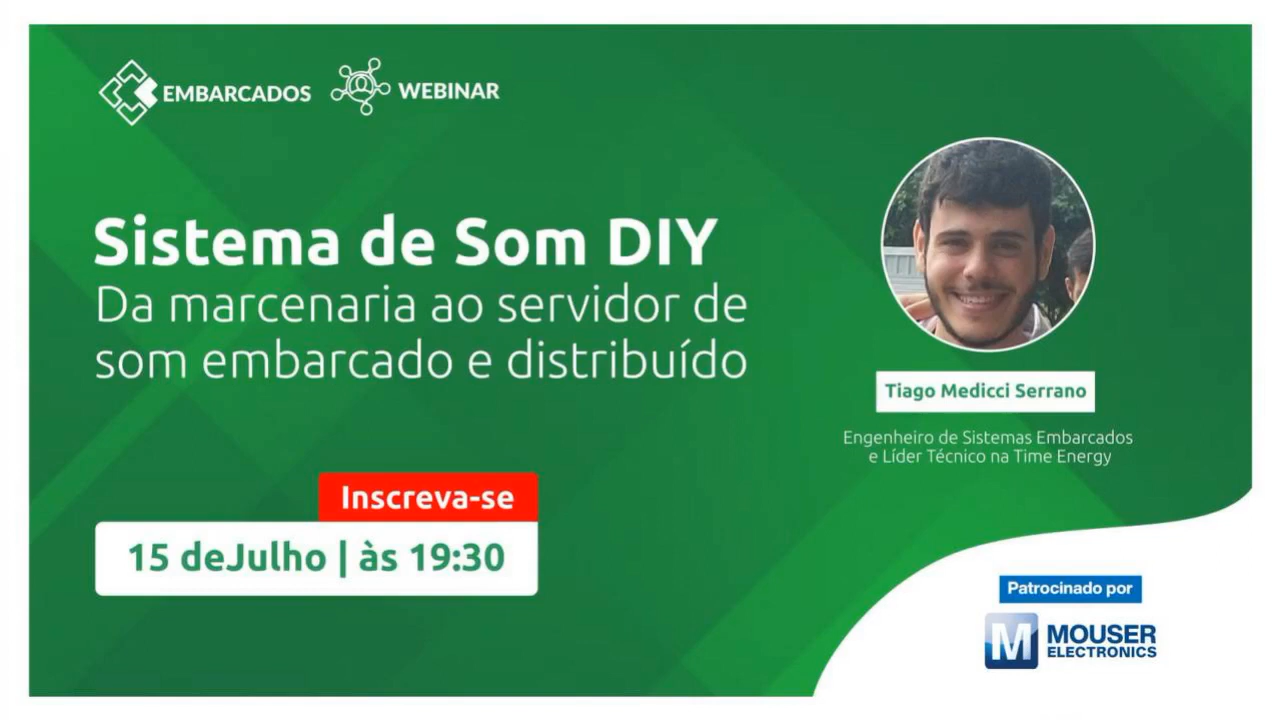 EMBARCADOS
WEBINAR
Sistema de Som DIY
Da marcenaria ao servidor de
som embarcado e distribuído
Tiago Medicci Serrano
Engenheiro de Sistemas Embarcados
e Líder Técnico na Time Energy
Inscreva-se
15 deJulho | às 19:30
Patrocinado por
M MOUSER
ELECTRONICS